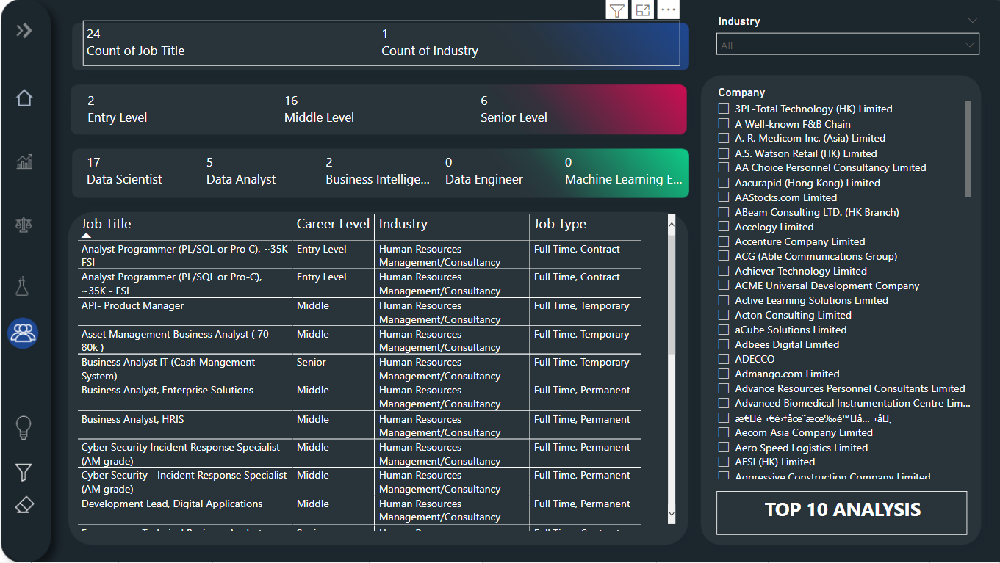 24
Count of Job Title
1
Count of Industry
2
Entry Level
16
Middle Level
6
Senior Level
17
Data Scientist
5
Data Analyst
2
Business Intellige...
0
Data Engineer
0
Machine Learning E...
Job Title Career Level Industry Job Type
Analyst Programmer (PL/SQL or Pro C), ~35K FSI Entry Level Human Resources Management/Consultancy Full Time, Contract
Analyst Programmer (PL/SQL or Pro-C), ~35K - FSI Entry Level Human Resources Management/Consultancy Full Time, Contract
API- Product Manager Middle Human Resources Management/Consultancy Full Time, Temporary
Asset Management Business Analyst ( 70 - 80k ) Middle Human Resources Management/Consultancy Full Time, Temporary
Business Analyst IT (Cash Mangement System) Senior Human Resources Management/Consultancy Full Time, Temporary
Business Analyst, Enterprise Solutions Middle Human Resources Management/Consultancy Full Time, Permanent
Business Analyst, HRIS Middle Human Resources Management/Consultancy Full Time, Permanent
Cyber Security Incident Response Specialist (AM grade) Middle Human Resources Management/Consultancy Full Time, Permanent
Cyber Security - Incident Response Specialist (AM grade) Middle Human Resources Management/Consultancy Full Time, Permanent
Development Lead, Digital Applications Middle Human Resources Management/Consultancy Full Time, Permanent
Industry
All
Company
3PL-Total Technology (HK) Limited
A Well-known F&B Chain
A. R. Medicom Inc. (Asia) Limited
A.S. Watson Retail (HK) Limited
AA Choice Personnel Consultancy Limited
Aacurapid (Hong Kong) Limited
AAStocks.com Limited
ABeam Consulting LTD. (HK Branch)
Accelogy Limited
Accenture Company Limited
ACG (Able Communications Group)
Achiever Technology Limited
ACME Universal Development Company
Active Learning Solutions Limited
Acton Consulting Limited
aCube Solutions Limited
Adbees Digital Limited
ADECCO
Admango.com Limited
Advance Resources Personnel Consultants Limited
Advanced Biomedical Instrumentation Centre Lim...
Aecom Asia Company Limited
Aero Speed Logistics Limited
AESI (HK) Limited
Aggressive Construction Company Limited
TOP 10 ANALYSIS